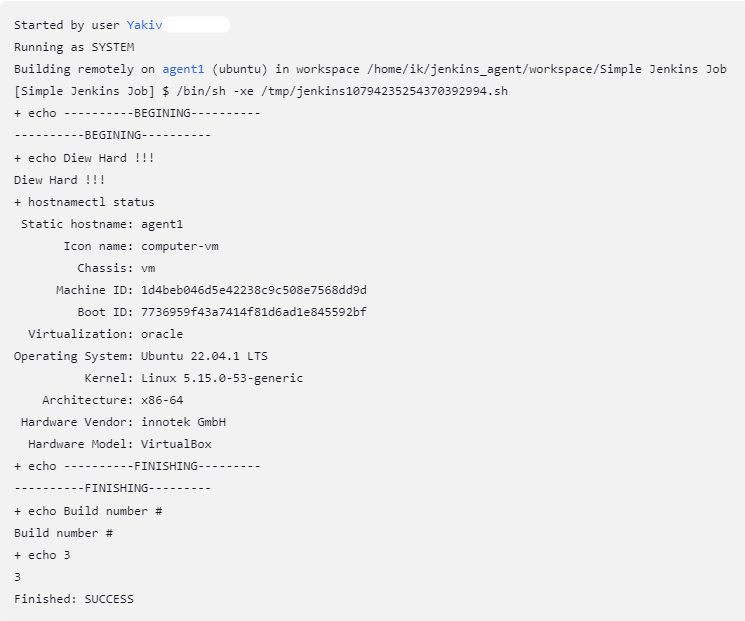 Started by user Yakiv
Running as SYSTEM
Building remotely on agent1 (ubuntu) in workspace /home/ik/jenkins_agent/workspace/Simple Jenkins Job
[Simple Jenkins Job] $ /bin/sh -xe /tmp/jenkins10794235254370392994.sh
+ echo ----------BEGINING----------
----------BEGINING----------
+ echo Diew Hard !!!
Diew Hard !!!
+ hostnamectl status
Static hostname: agent1
Icon name: computer-vm
Chassis: vm
Machine ID: 1d4beb046d5e42238c9c508e7568dd9d
Boot ID: 7736959f43a7414f81d6ad1e845592bf
Virtualization: oracle
Operating System: Ubuntu 22.04.1 LTS
Kernel: Linux 5.15.0-53-generic
Architecture: x86-64
Hardware Vendor: innotek GmbH
Hardware Model: VirtualBox
+ echo ----------FINISHING---------
----------FINISHING---------
+ echo Build number #
Build number #
+ echo 3
3
Finished: SUCCESS